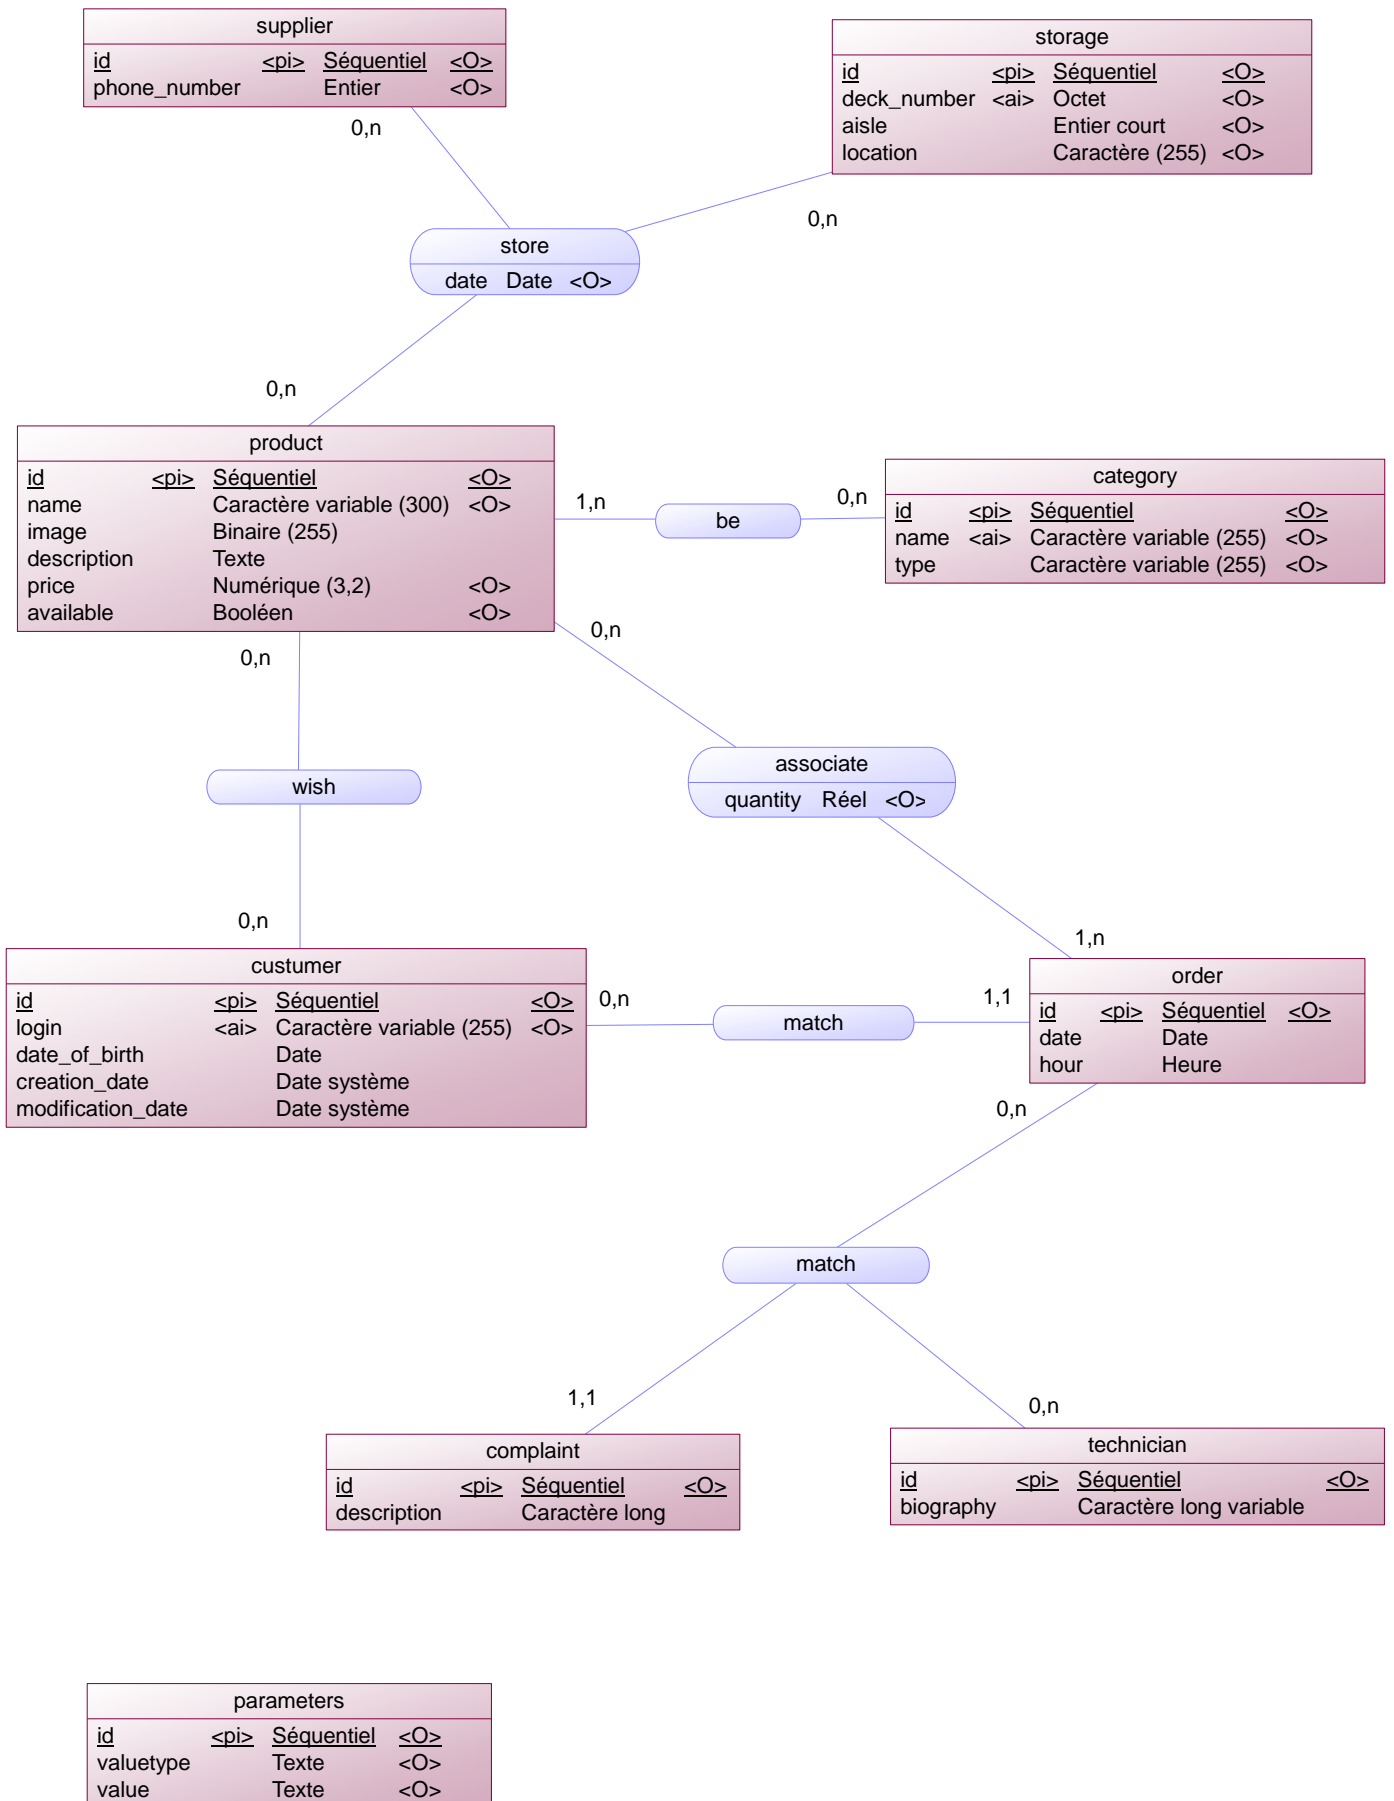 supplier
id <pi> Séquentiel <O>
phone_number Entier <O>
0,n
storage
id <pi> Séquentiel <O>
deck_number <ai> Octet <O>
aisle Entier court <O>
location Caractère (255) <O>
0,n
store
date Date <O>
0,n
product
id <pi> Séquentiel <O>
name Caractère variable (300) <O>
image Binaire (255)
description Texte
price Numérique (3,2) <O>
available Booléen <O>
1,n
be
0,n
category
id <pi> Séquentiel <O>
name <ai> Caractère variable (255) <O>
type Caractère variable (255) <O>
0,n
0,n
wish
associate
quantity Réel <O>
0,n
1,n
custumer
id <pi> Séquentiel <O>
login <ai> Caractère variable (255) <O>
date_of_birth Date
creation_date Date système
modification_date Date système
0,n
match
1,1
order
id <pi> Séquentiel <O>
date Date
hour Heure
0,n
match
1,1
0,n
complaint
id <pi> Séquentiel <O>
description Caractère long
technician
id <pi> Séquentiel <O>
biography Caractère long variable
parameters
id <pi> Séquentiel <O>
valuetype Texte <O>
value Texte <O>